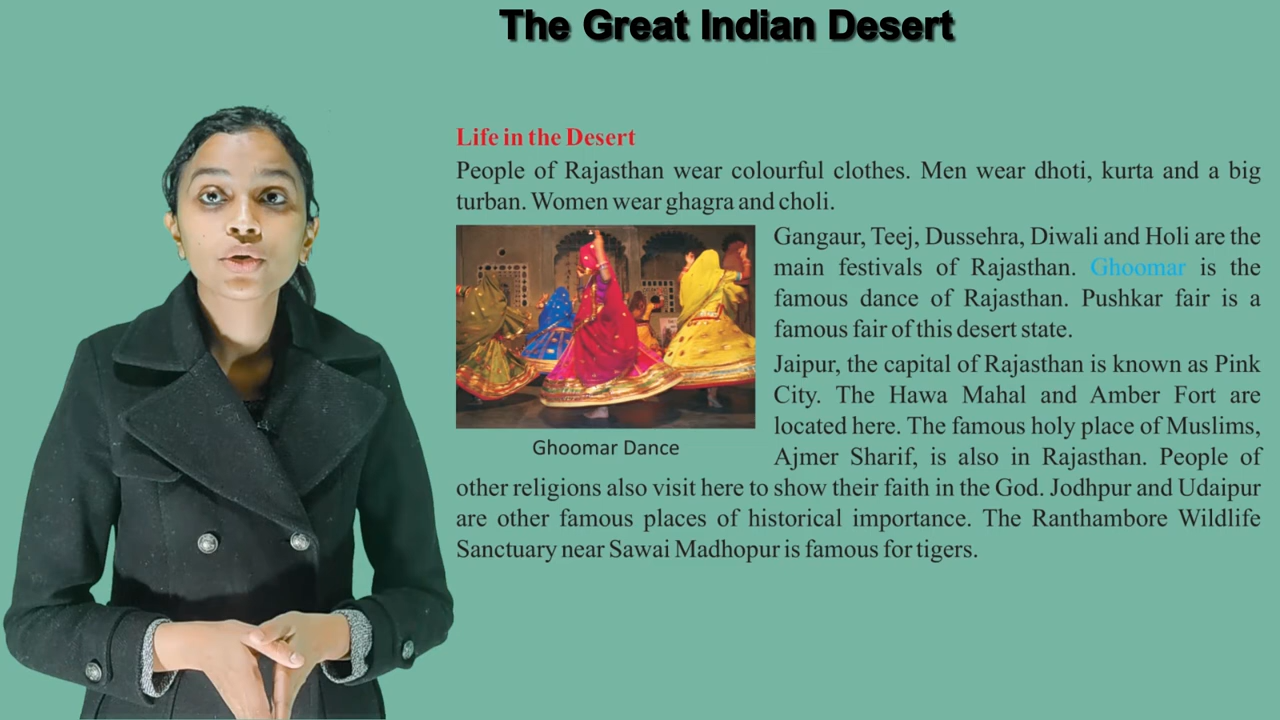 The Great Indian Desert
Life in the Desert
People of Rajasthan wear colourful clothes. Men wear dhoti, kurta and a big
turban. Women wear ghagra and choli.
Gangaur, Teej, Dussehra, Diwali and Holi are the
main festivals of Rajasthan. Ghoomar is the
famous dance of Rajasthan. Pushkar fair is a
famous fair of this desert state.
Jaipur, the capital of Rajasthan is known as Pink
City. The Hawa Mahal and Amber Fort are
located here. The famous holy place of Muslims,
Ajmer Sharif, is also in Rajasthan. People of
other religions also visit here to show their faith in the God. Jodhpur and Udaipur
are other famous places of historical importance. The Ranthambore Wildlife
Sanctuary near Sawai Madhopur is famous for tigers.
Ghoomar Dance